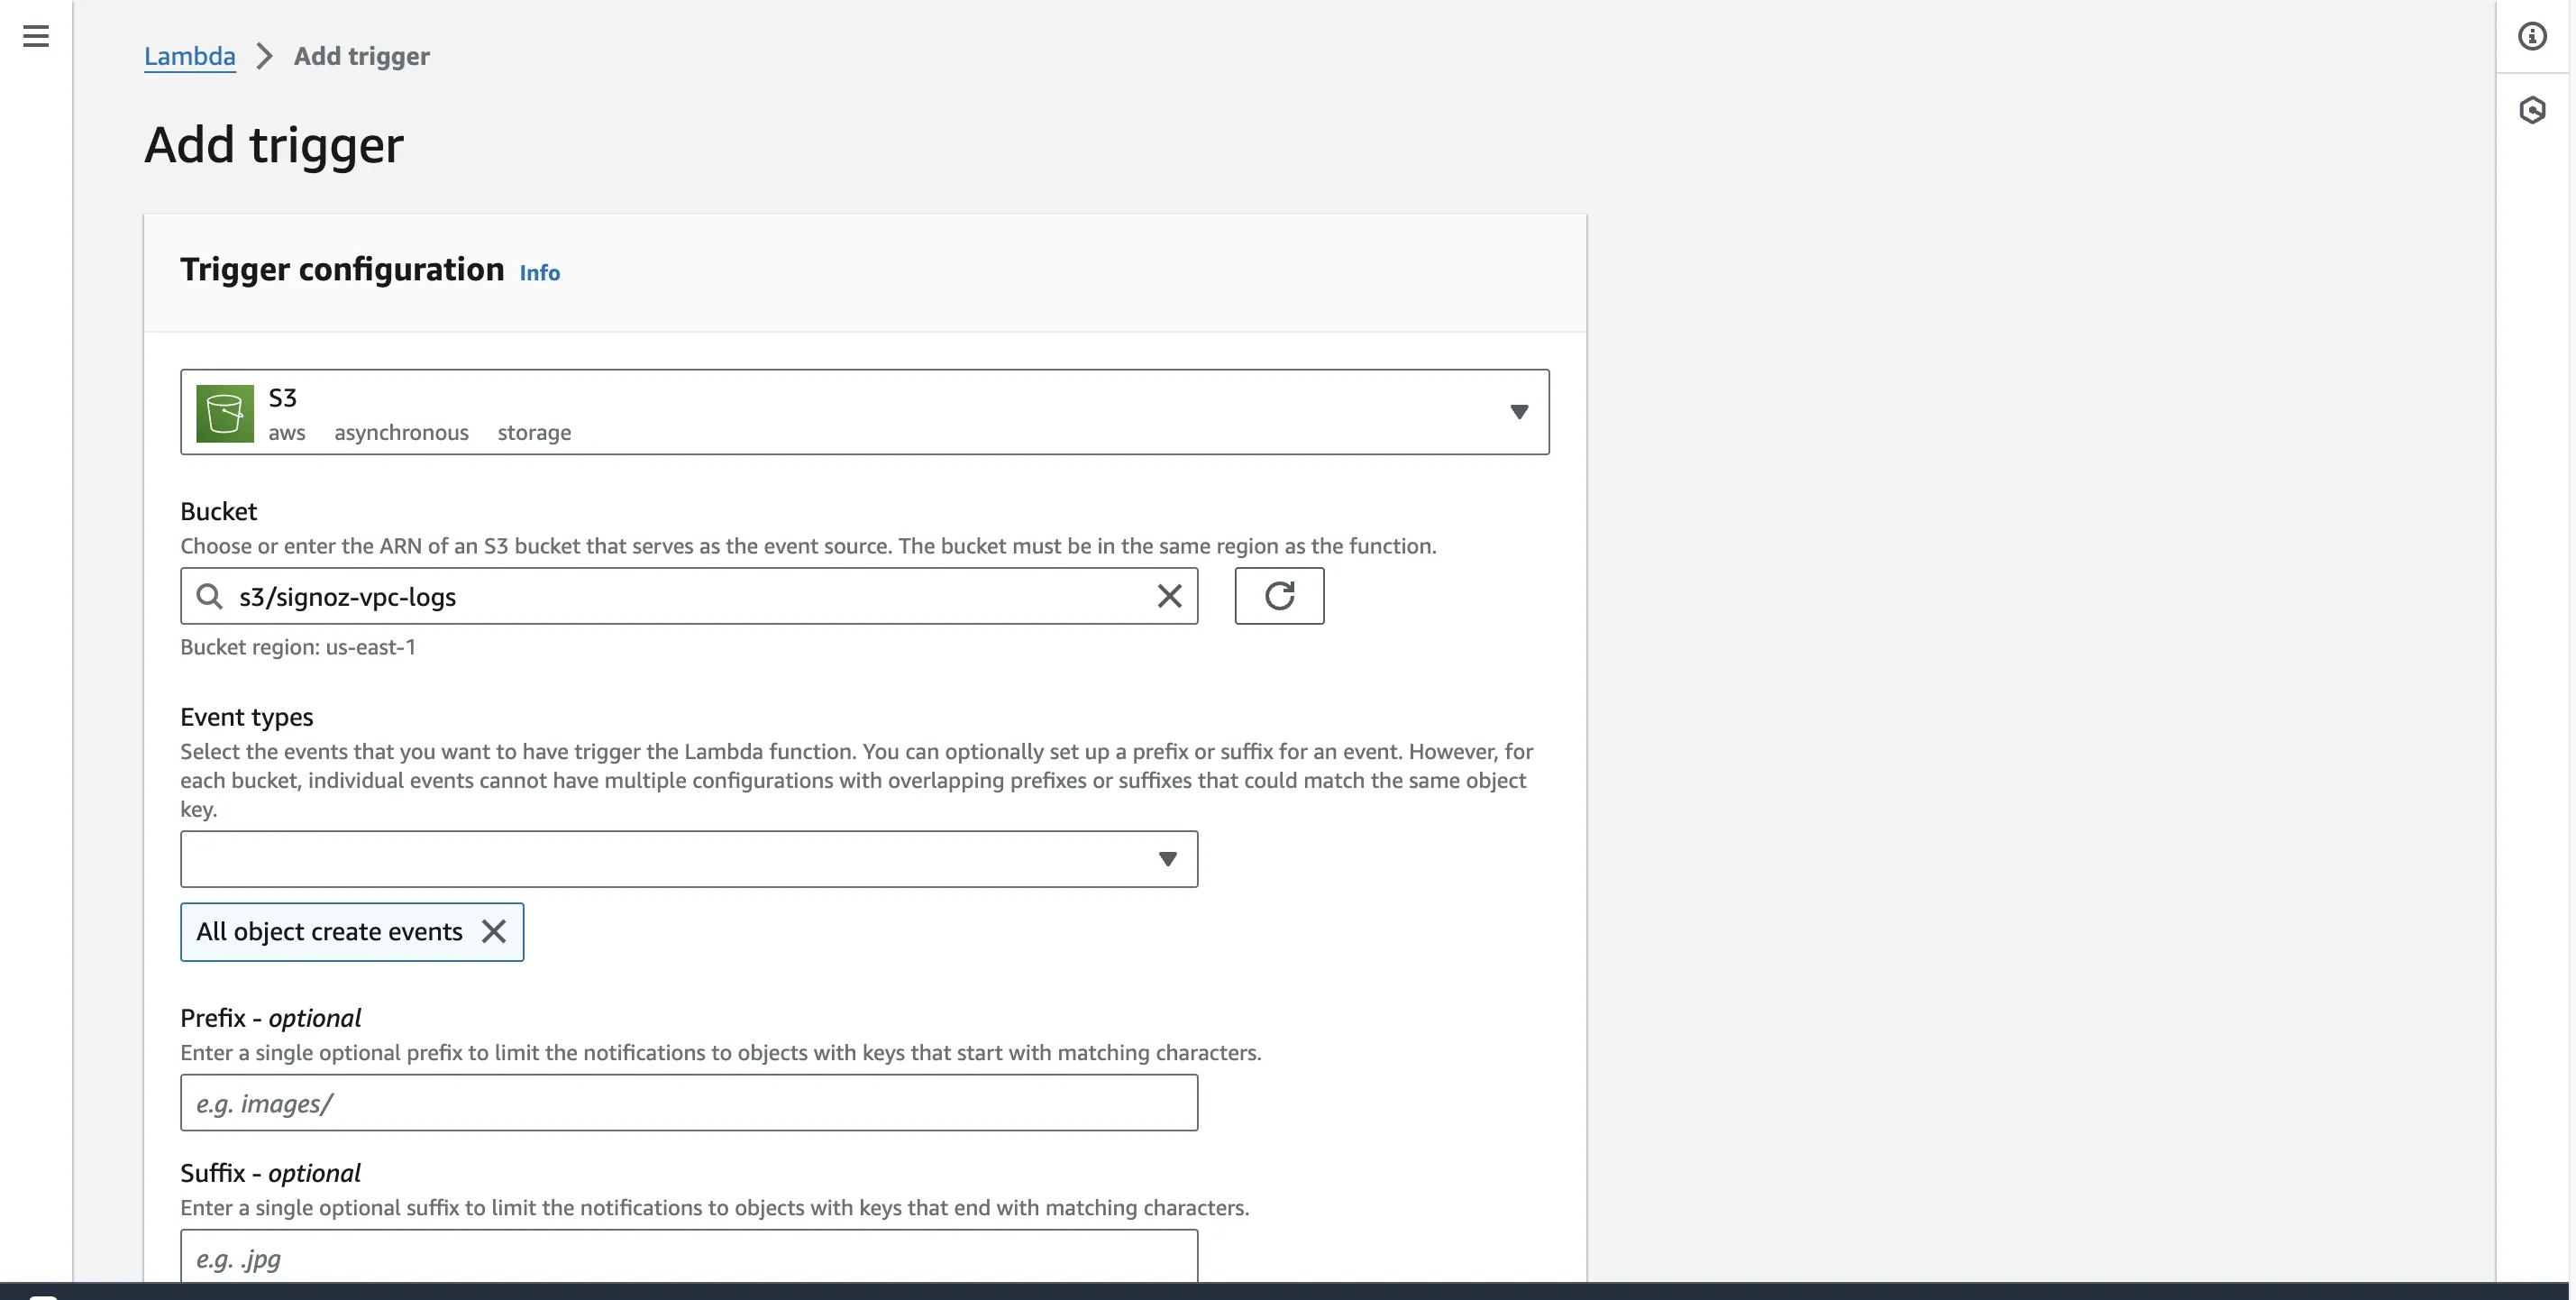 Lambda > Add trigger
Add trigger
Trigger configuration Info
S3
aws asynchronous storage
Bucket
Choose or enter the ARN of an S3 bucket that serves as the event source. The bucket must be in the same region as the function.
s3/signoz-vpc-logs
Bucket region: us-east-1
Event types
Select the events that you want to have trigger the Lambda function. You can optionally set up a prefix or suffix for an event. However, for
each bucket, individual events cannot have multiple configurations with overlapping prefixes or suffixes that could match the same object
key.
All object create events
Prefix - optional
Enter a single optional prefix to limit the notifications to objects with keys that start with matching characters.
e.g. images/
Suffix - optional
Enter a single optional suffix to limit the notifications to objects with keys that end with matching characters.
e.g. .jpg